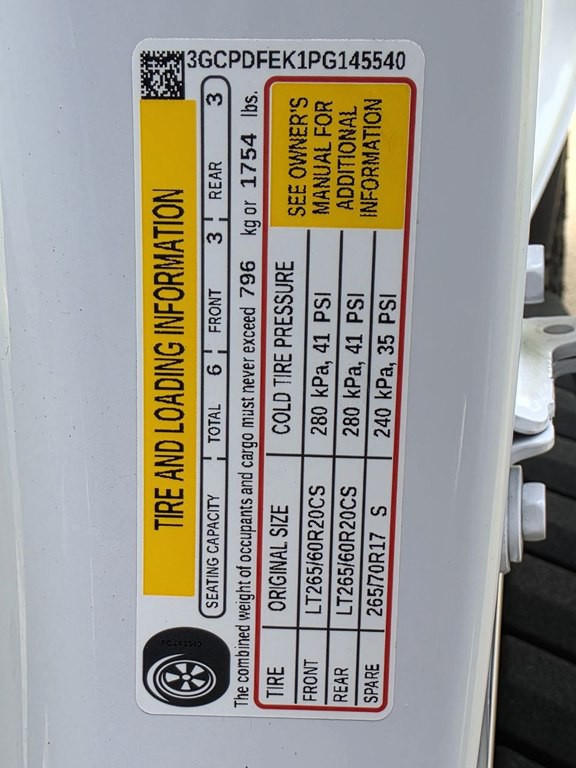 3GCPDFEK1PG145540
TIRE AND LOADING INFORMATION
SEATING CAPACITY TOTAL 6 FRONT 3 REAR 3
The combined weight of occupants and cargo must never exceed 796 kg or 1754 lbs.
TIRE ORIGINAL SIZE COLD TIRE PRESSURE
FRONT LT265/60R20CS 280 kPa, 41 PSI
REAR LT265/60R20CS 280 kPa, 41 PSI
SPARE 265/70R17 S 240 kPa, 35 PSI
SEE OWNER'S
MANUAL FOR
ADDITIONAL
INFORMATION